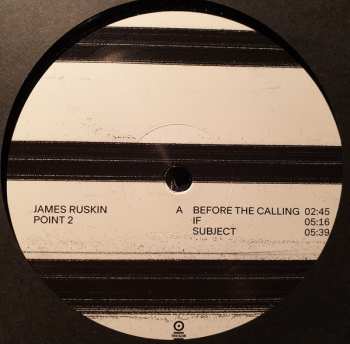 JAMES RUSKIN A BEFORE THE CALLING 02:45
POINT 2 IF 05:16
SUBJECT 05:39